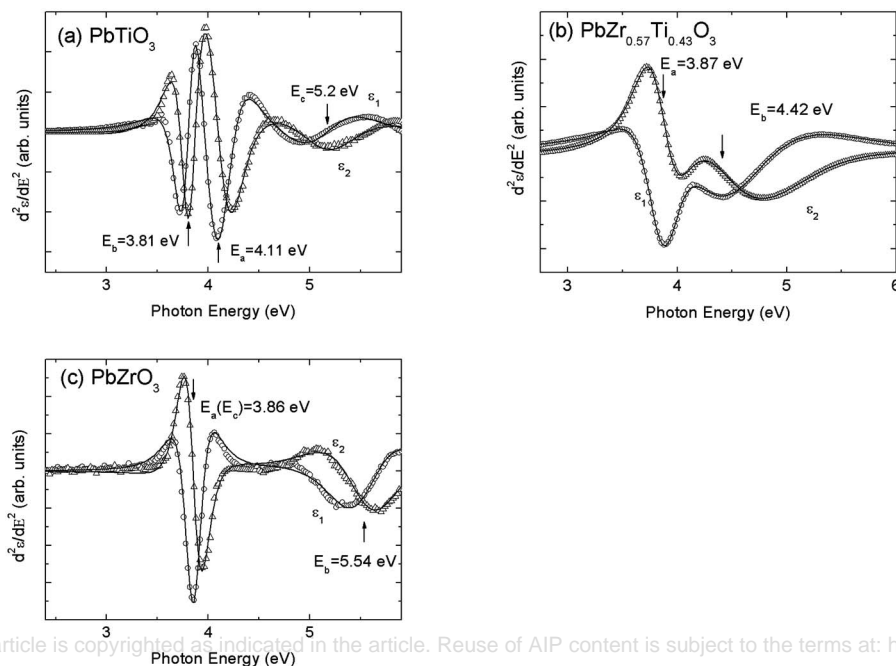 (a) PbTiO₃
E_c=5.2 eV
ε₁
ε₂
E_b=3.81 eV
E_a=4.11 eV
d²ε/dE² (arb. units)
3 4 5
Photon Energy (eV)
(b) PbZr₀.₅₇Ti₀.₄₃O₃
E_a=3.87 eV
E_b=4.42 eV
ε₁
ε₂
d²ε/dE² (arb. units)
3 4 5 6
Photon Energy (eV)
(c) PbZrO₃
E_a(E_c)=3.86 eV
ε₂
ε₁
E_b=5.54 eV
d²ε/dE² (arb. units)
3 4 5
Photon Energy (eV)
article is copyrighted as indicated in the article. Reuse of AIP content is subject to the terms at: